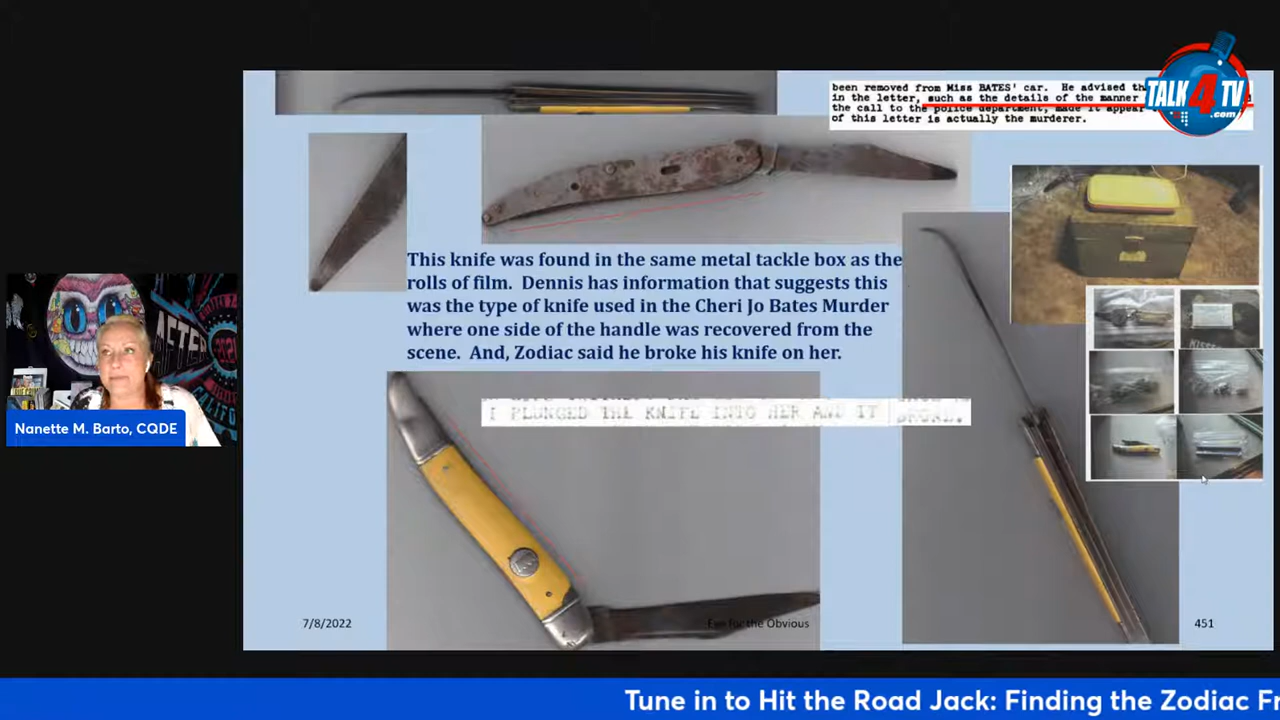 been removed from Miss BATES' car. He advised
in the letter, such as the details of the manner
the call to the police department, made it appear
of this letter is actually the murderer.
TALK 4 TV
.com
This knife was found in the same metal tackle box as the
rolls of film. Dennis has information that suggests this
was the type of knife used in the Cheri Jo Bates Murder
where one side of the handle was recovered from the
scene. And, Zodiac said he broke his knife on her.
I PLUNGED THE KNIFE INTO HER AND IT BROKE.
AFTER
Nanette M. Barto, CQDE
7/8/2022
Eye for the Obvious
451
Tune in to Hit the Road Jack: Finding the Zodiac Fr